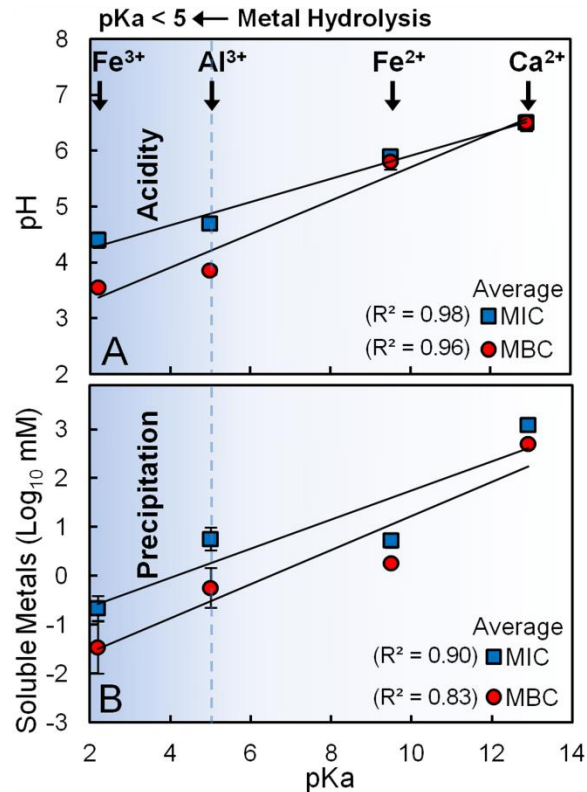 pKa < 5 ← Metal Hydrolysis
Fe³⁺ Al³⁺ Fe²⁺ Ca²⁺
8
7
6
5
4
3
2
pH
Acidity
Average
(R² = 0.98) MIC
(R² = 0.96) MBC
A
3
2
1
0
-1
-2
-3
Soluble Metals (Log₁₀ mM)
Precipitation
Average
(R² = 0.90) MIC
(R² = 0.83) MBC
B
2 4 6 8 10 12 14
pKa